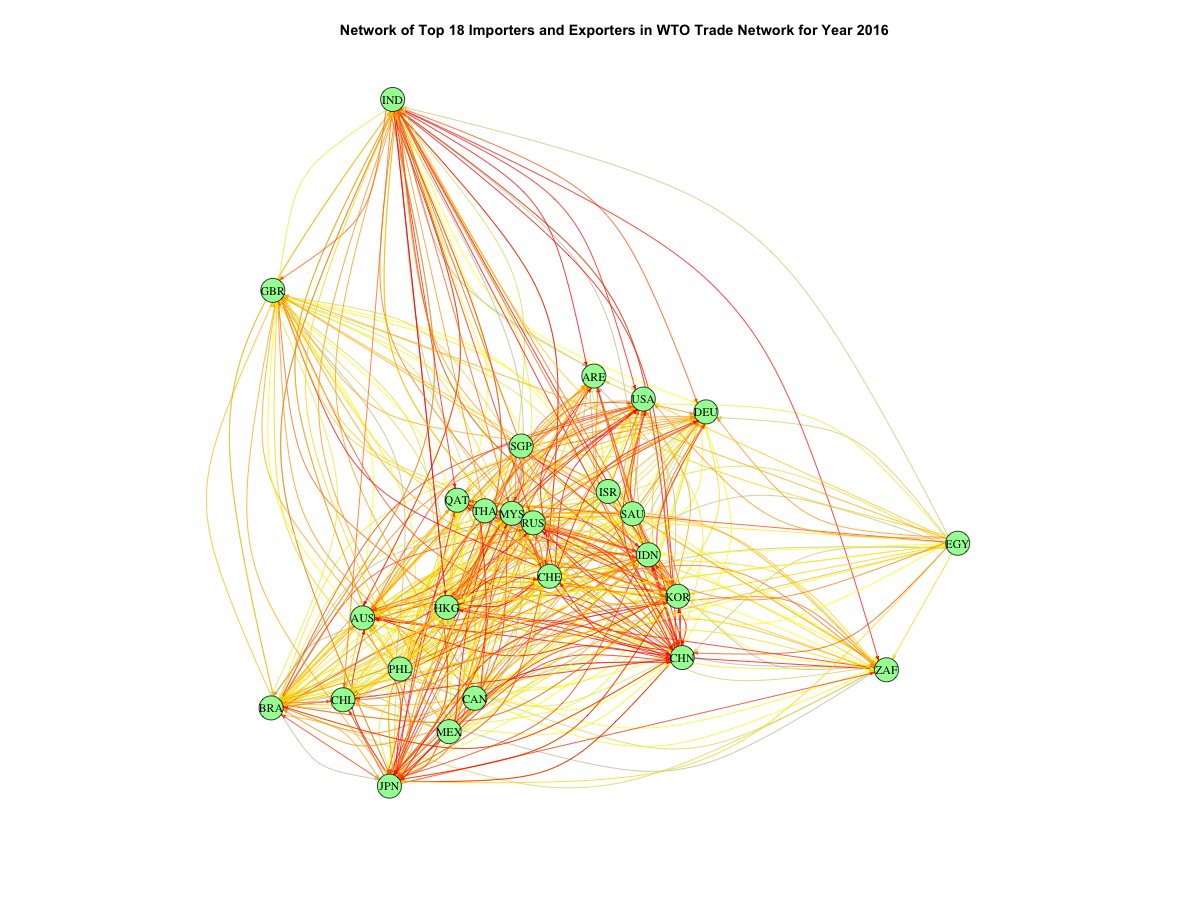 Network of Top 18 Importers and Exporters in WTO Trade Network for Year 2016
IND
GBR
ARE
USA
DEU
SGP
ISR
QAT
THA
MYS
RUS
SAU
EGY
IDN
CHE
KOR
HKG
AUS
CHN
PHL
ZAF
CHL
CAN
BRA
MEX
JPN